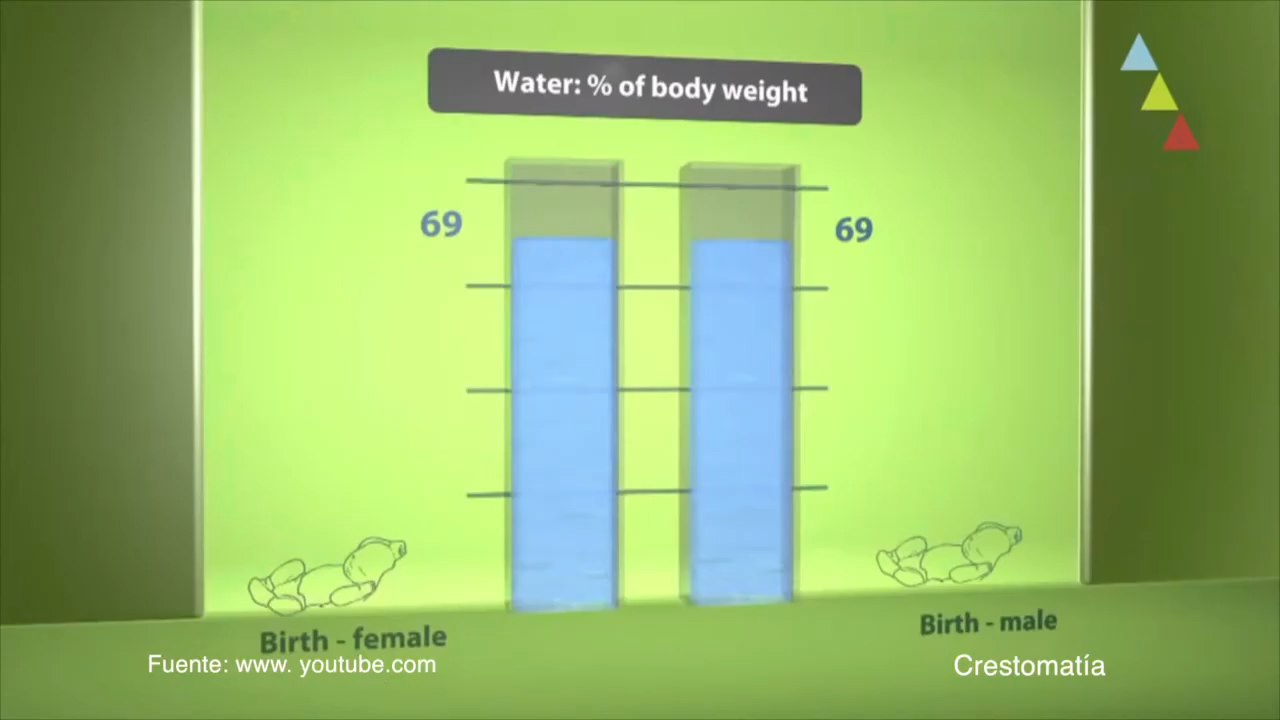 Water: % of body weight
69
69
Birth - female
Birth - male
Fuente: www. youtube.com
Crestomatía